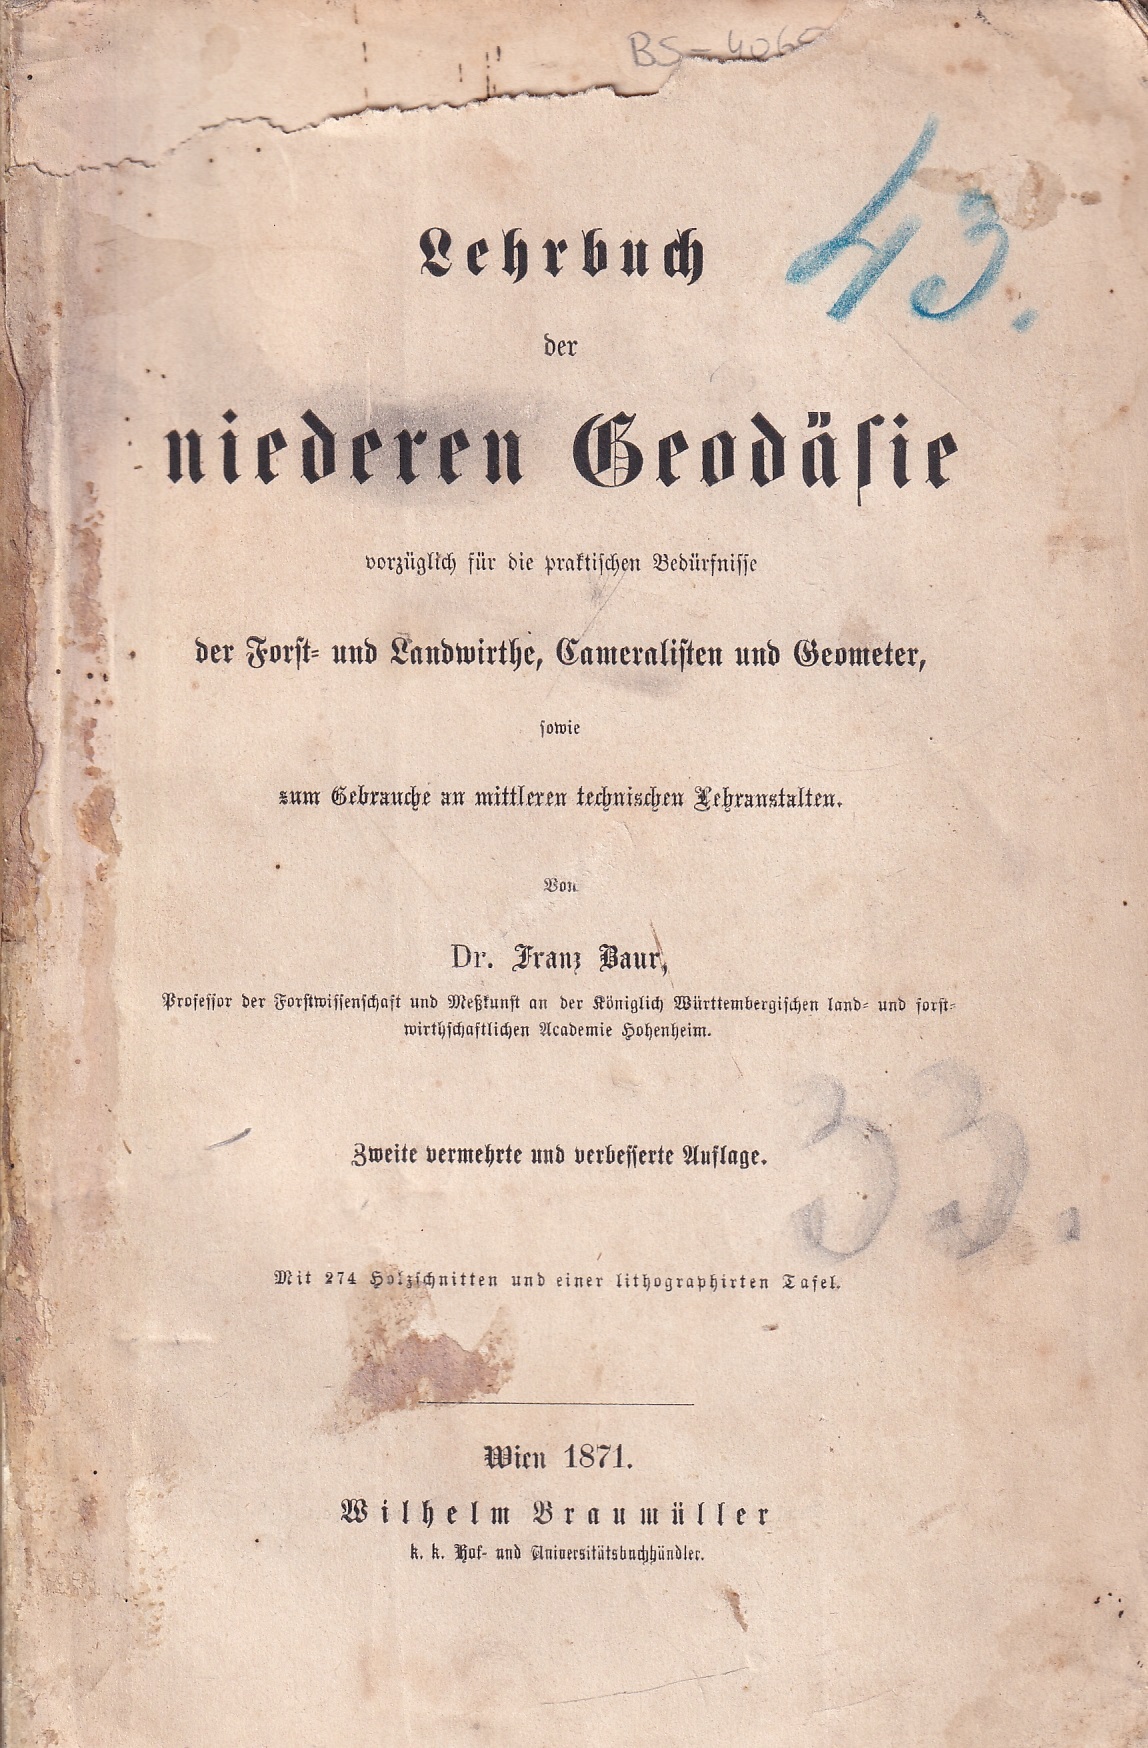 BS-406
43.
Lehrbuch
der
niederen Geodäsie
vorzüglich für die praktischen Bedürfnisse
der Forst- und Landwirthe, Cameralisten und Geometer,
sowie
zum Gebrauche an mittleren technischen Lehranstalten.
Von
Dr. Franz Baur,
Professor der Forstwissenschaft und Meßkunst an der Königlich Württembergischen land- und forst-
wirthschaftlichen Academie Hohenheim.
33.
Zweite vermehrte und verbesserte Auflage.
Mit 274 Holzschnitten und einer lithographirten Tafel.
Wien 1871.
Wilhelm Braumüller
k. k. Hof- und Universitätsbuchhändler.